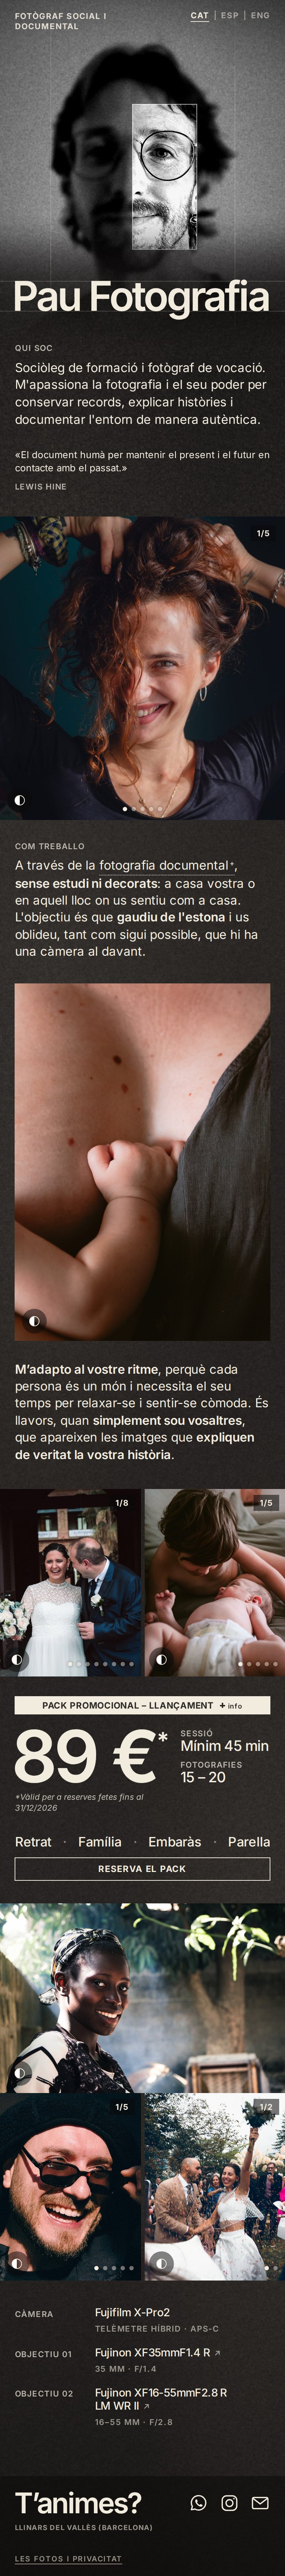 FOTÒGRAF SOCIAL I
DOCUMENTAL
CAT | ESP | ENG
Pau Fotografia
QUI SOC
Sociòleg de formació i fotògraf de vocació.
M'apassiona la fotografia i el seu poder per
conservar records, explicar històries i
documentar l'entorn de manera autèntica.
«El document humà per mantenir el present i el futur en
contacte amb el passat.»
LEWIS HINE
1/5
COM TREBALLO
A través de la fotografia documental+,
sense estudi ni decorats: a casa vostra o
en aquell lloc on us sentiu com a casa.
L'objectiu és que gaudiu de l'estona i us
oblideu, tant com sigui possible, que hi ha
una càmera al davant.
M'adapto al vostre ritme, perquè cada
persona és un món i necessita el seu
temps per relaxar-se i sentir-se còmoda. És
llavors, quan simplement sou vosaltres,
que apareixen les imatges que expliquen
de veritat la vostra història.
1/8
1/5
PACK PROMOCIONAL – LLANÇAMENT + info
89 €*
SESSIÓ
Mínim 45 min
FOTOGRAFIES
15 – 20
*Vàlid per a reserves fetes fins al
31/12/2026
Retrat · Família · Embaràs · Parella
RESERVA EL PACK
1/5
1/2
CÀMERA
Fujifilm X-Pro2
TELÈMETRE HÍBRID · APS-C
OBJECTIU 01
Fujinon XF35mmF1.4 R ↗
35 MM · F/1.4
OBJECTIU 02
Fujinon XF16-55mmF2.8 R
LM WR II ↗
16–55 MM · F/2.8
T'animes?
LLINARS DEL VALLÈS (BARCELONA)
LES FOTOS I PRIVACITAT